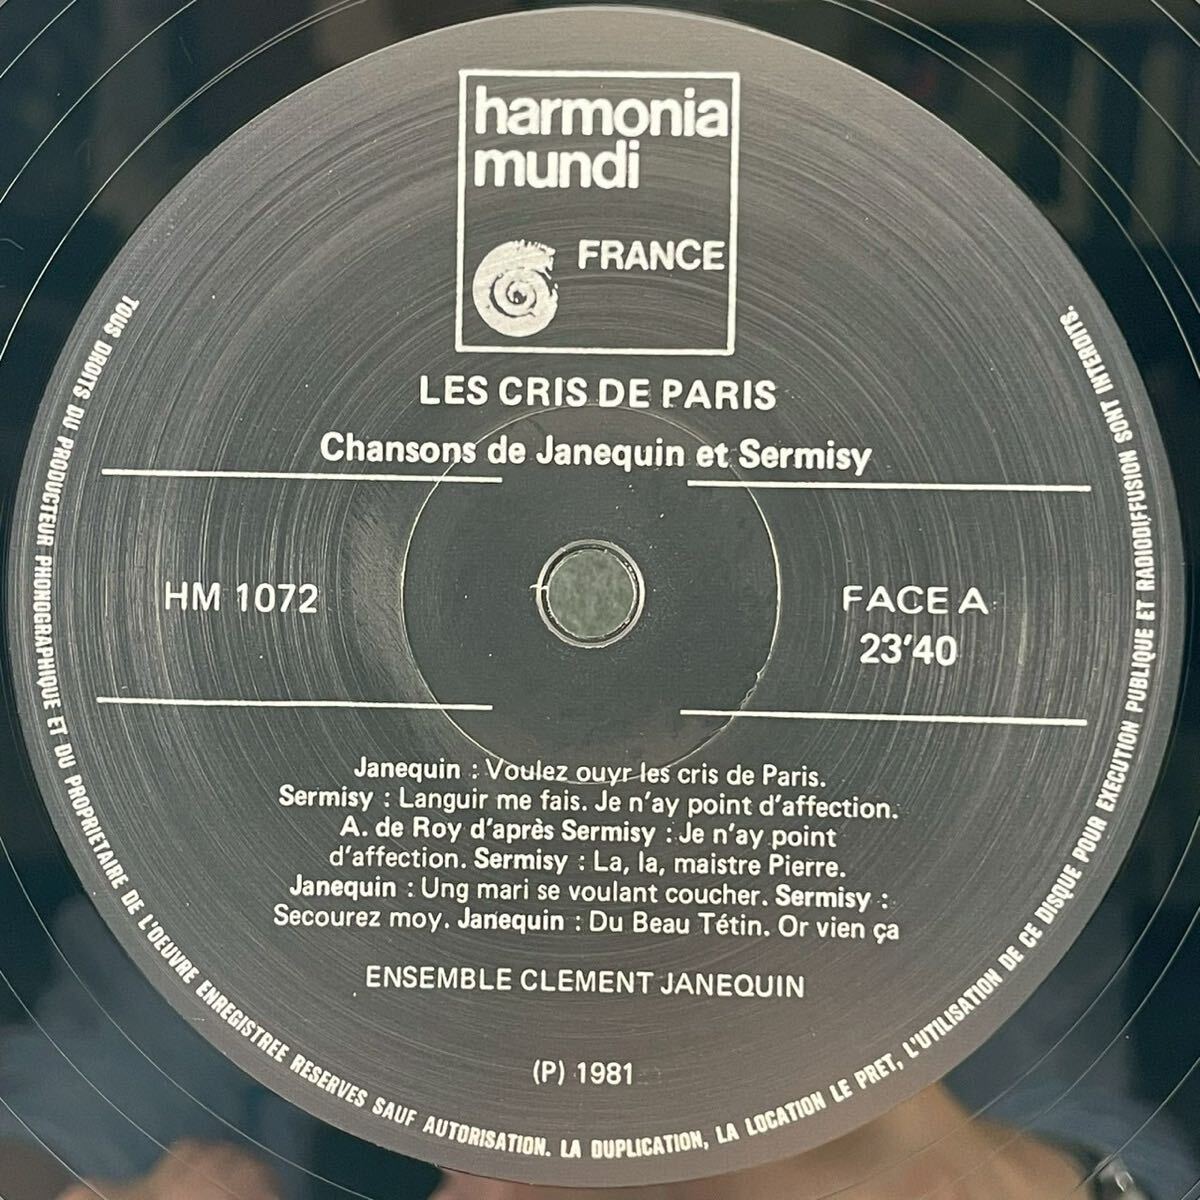 harmonia
mundi
FRANCE
LES CRIS DE PARIS
Chansons de Janequin et Sermisy
HM 1072
FACE A
23'40
Janequin : Voulez ouyr les cris de Paris.
Sermisy : Languir me fais. Je n'ay point d'affection.
A. de Roy d'après Sermisy : Je n'ay point
d'affection. Sermisy : La, la, maistre Pierre.
Janequin : Ung mari se voulant coucher. Sermisy :
Secourez moy. Janequin : Du Beau Tétin. Or vien ça
ENSEMBLE CLEMENT JANEQUIN
(P) 1981
TOUS DROITS DU PRODUCTEUR PHONOGRAPHIQUE ET DU PROPRIETAIRE DE L'OEUVRE ENREGISTREE RESERVES SAUF AUTORISATION. LA DUPLICATION, LA LOCATION LE PRET, L'UTILISATION DE CE DISQUE POUR EXECUTION PUBLIQUE ET RADIODIFFUSION SONT INTERDITS.